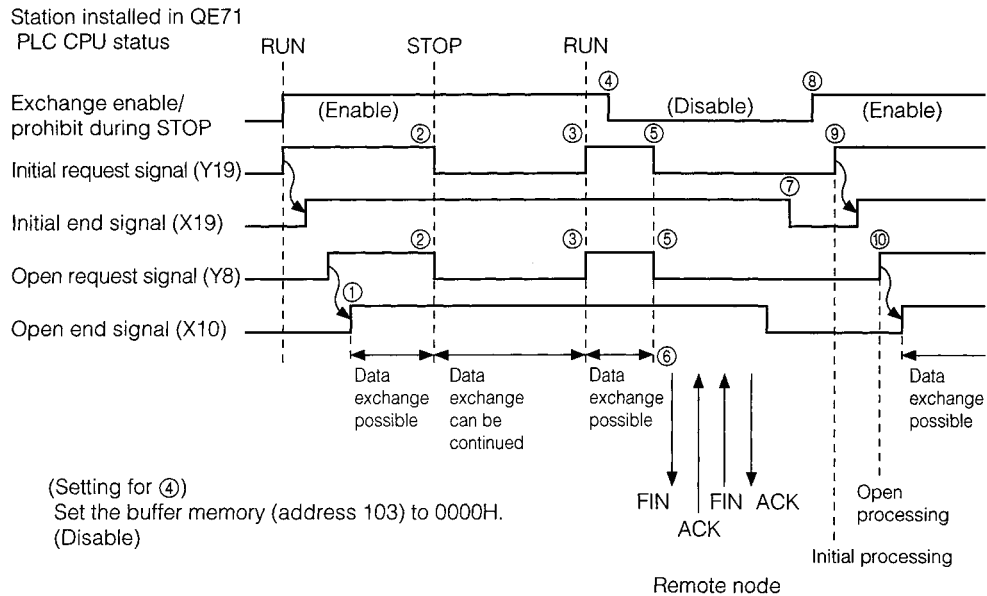 Station installed in QE71
PLC CPU status
RUN STOP RUN
④ ⑧
Exchange enable/
prohibit during STOP
(Enable) (Disable) (Enable)
② ③ ⑤ ⑨
Initial request signal (Y19)
⑦
Initial end signal (X19)
② ③ ⑤ ⑩
Open request signal (Y8)
①
Open end signal (X10)
⑥
Data
exchange
possible
Data
exchange
can be
continued
Data
exchange
possible
Data
exchange
possible
FIN FIN ACK
ACK
Open
processing
Initial processing
Remote node
(Setting for ④)
Set the buffer memory (address 103) to 0000H.
(Disable)